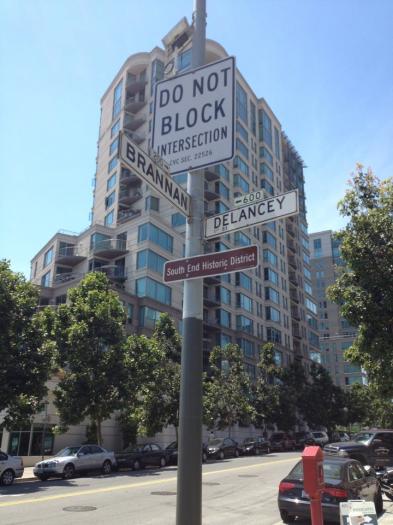 DO NOT
BLOCK
INTERSECTION
CVC SEC. 22526
BRANNAN
600
DELANCEY
South End Historic District